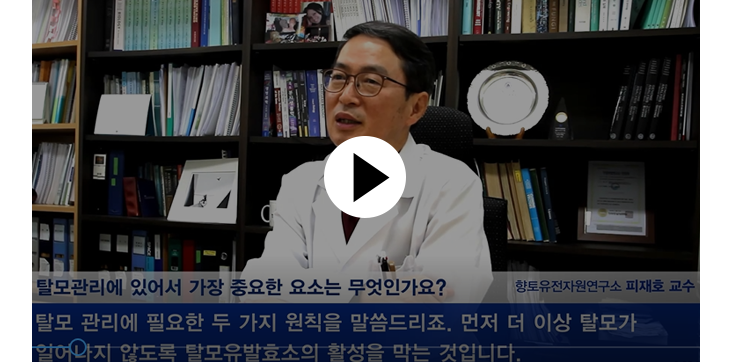 탈모관리에 있어서 가장 중요한 요소는 무엇인가요?
향토유전자원연구소 피재호 교수
탈모 관리에 필요한 두 가지 원칙을 말씀드리죠. 먼저 더 이상 탈모가
일어나지 않도록 탈모유발효소의 활성을 막는 것입니다.